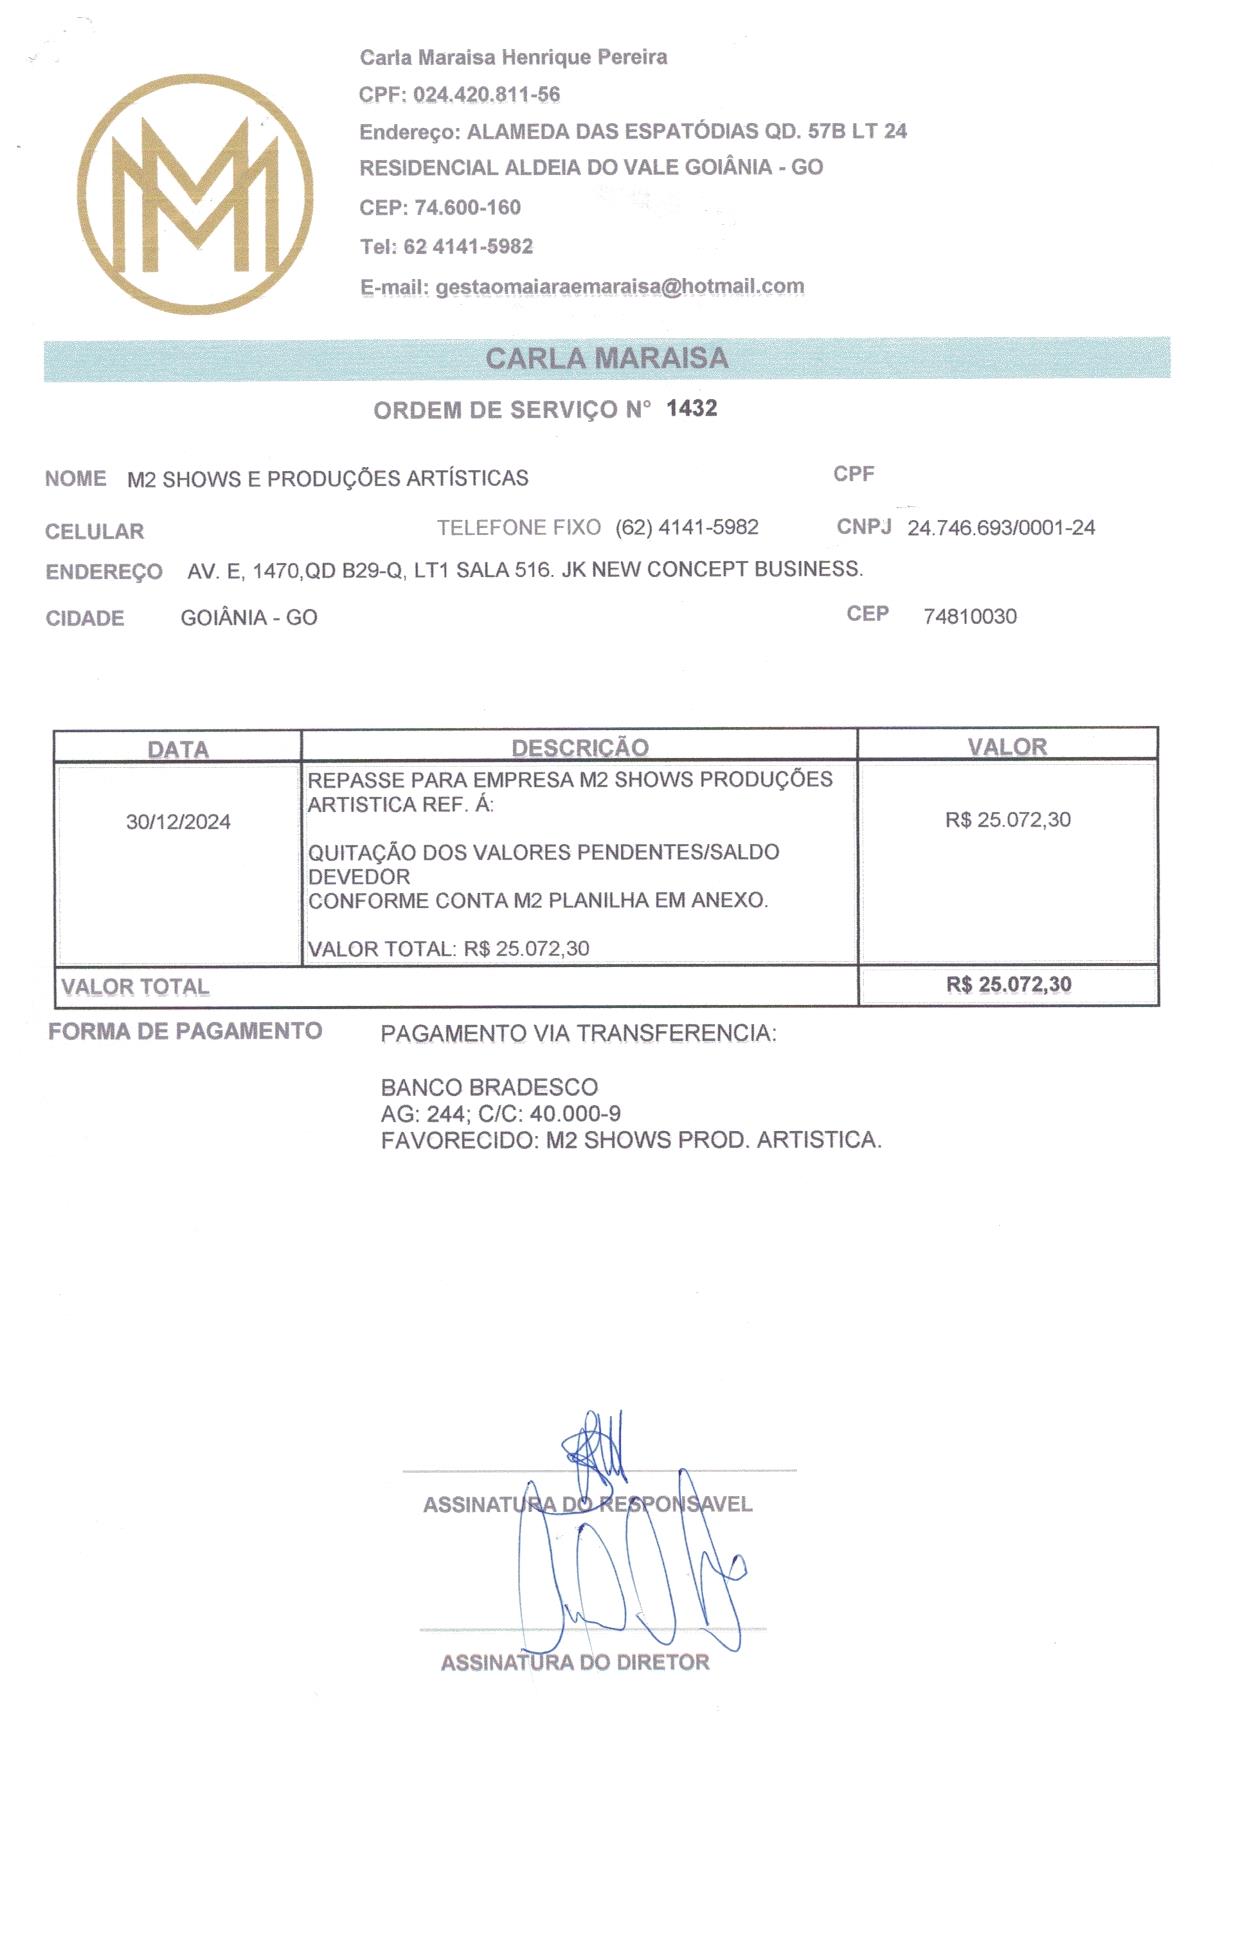 Carla Maraisa Henrique Pereira
CPF: 024.420.811-56
Endereço: ALAMEDA DAS ESPATÓDIAS QD. 57B LT 24
RESIDENCIAL ALDEIA DO VALE GOIÂNIA - GO
CEP: 74.600-160
Tel: 62 4141-5982
E-mail: gestaomaiaraemaraisa@hotmail.com
CARLA MARAISA
ORDEM DE SERVIÇO N° 1432
NOME M2 SHOWS E PRODUÇÕES ARTÍSTICAS CPF
CELULAR TELEFONE FIXO (62) 4141-5982 CNPJ 24.746.693/0001-24
ENDEREÇO AV. E, 1470,QD B29-Q, LT1 SALA 516. JK NEW CONCEPT BUSINESS.
CIDADE GOIÂNIA - GO CEP 74810030
DATA DESCRIÇÃO VALOR
REPASSE PARA EMPRESA M2 SHOWS PRODUÇÕES
ARTISTICA REF. Á:
30/12/2024 R$ 25.072,30
QUITAÇÃO DOS VALORES PENDENTES/SALDO
DEVEDOR
CONFORME CONTA M2 PLANILHA EM ANEXO.
VALOR TOTAL: R$ 25.072,30
VALOR TOTAL R$ 25.072,30
FORMA DE PAGAMENTO PAGAMENTO VIA TRANSFERENCIA:
BANCO BRADESCO
AG: 244; C/C: 40.000-9
FAVORECIDO: M2 SHOWS PROD. ARTISTICA.
ASSINATURA DO RESPONSAVEL
ASSINATURA DO DIRETOR